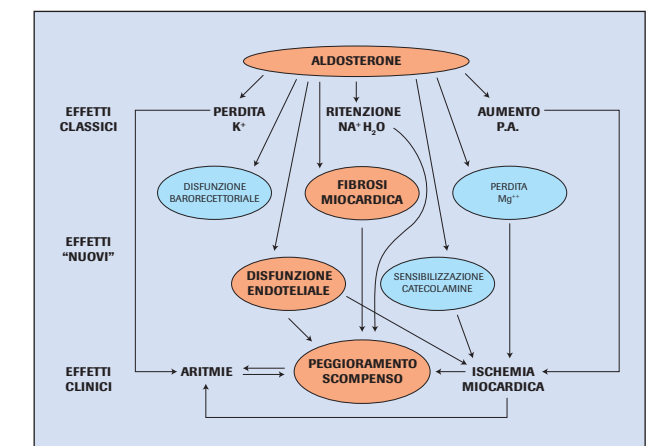 ALDOSTERONE
EFFETTI
CLASSICI
PERDITA
K⁺
RITENZIONE
NA⁺ H₂O
AUMENTO
P.A.
DISFUNZIONE
BARORECETTORIALE
FIBROSI
MIOCARDICA
PERDITA
Mg⁺⁺
EFFETTI
“NUOVI”
DISFUNZIONE
ENDOTELIALE
SENSIBILIZZAZIONE
CATECOLAMINE
EFFETTI
CLINICI
ARITMIE
PEGGIORAMENTO
SCOMPENSO
ISCHEMIA
MIOCARDICA